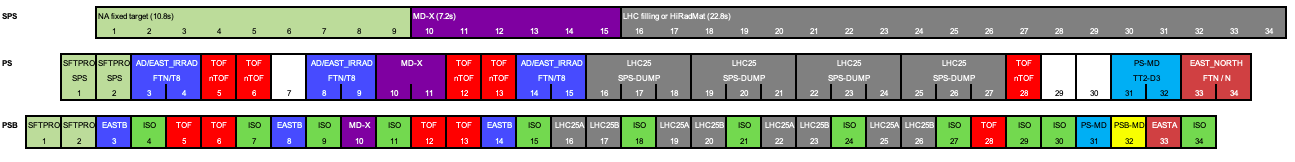 SPS
NA fixed target (10.8s) MD-X (7.2s) LHC filling or HiRadMat (22.8s)
1 2 3 4 5 6 7 8 9 10 11 12 13 14 15 16 17 18 19 20 21 22 23 24 25 26 27 28 29 30 31 32 33 34
PS
SFTPRO SFTPRO AD/EAST_IRRAD TOF TOF AD/EAST_IRRAD MD-X TOF TOF AD/EAST_IRRAD LHC25 LHC25 LHC25 LHC25 TOF PS-MD EAST_NORTH
SPS SPS FTN/T8 nTOF nTOF FTN/T8 nTOF nTOF FTN/T8 SPS-DUMP SPS-DUMP SPS-DUMP SPS-DUMP nTOF TT2-D3 FTN / N
1 2 3 4 5 6 7 8 9 10 11 12 13 14 15 16 17 18 19 20 21 22 23 24 25 26 27 28 29 30 31 32 33 34
PSB
SFTPRO SFTPRO EASTB ISO TOF TOF ISO EASTB ISO MD-X ISO TOF TOF EASTB ISO LHC25A LHC25B ISO LHC25A LHC25B ISO LHC25A LHC25B ISO LHC25A LHC25B ISO TOF ISO ISO PS-MD PSB-MD EASTA ISO
1 2 3 4 5 6 7 8 9 10 11 12 13 14 15 16 17 18 19 20 21 22 23 24 25 26 27 28 29 30 31 32 33 34